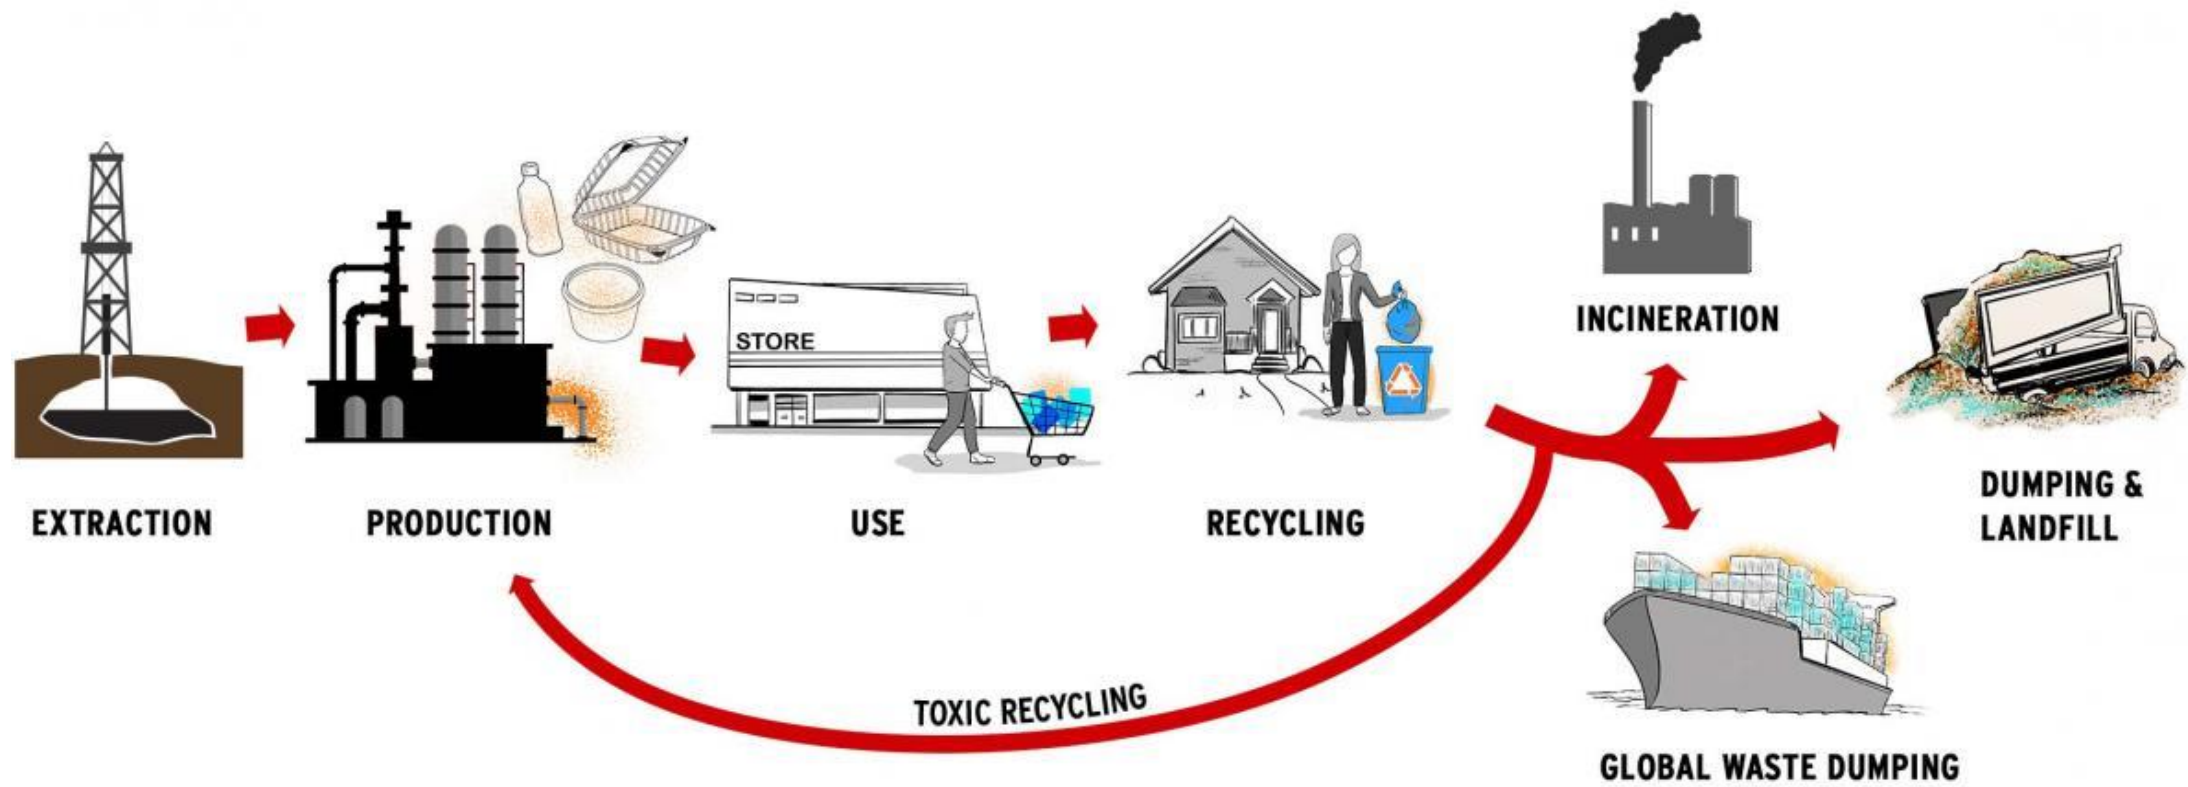 EXTRACTION
PRODUCTION
STORE
USE
RECYCLING
INCINERATION
DUMPING &
LANDFILL
GLOBAL WASTE DUMPING
TOXIC RECYCLING